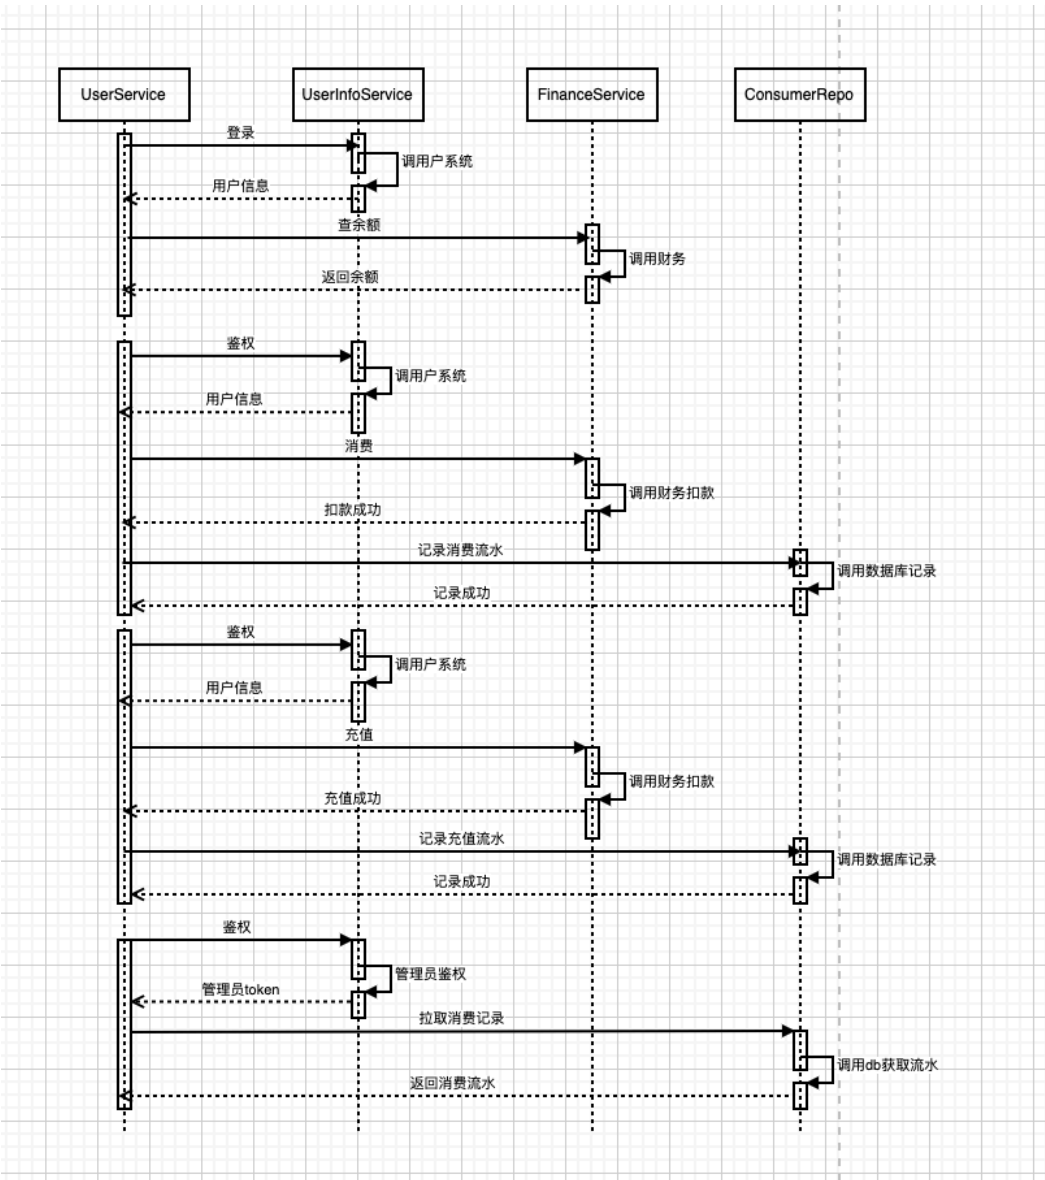 UserService
UserInfoService
FinanceService
ConsumerRepo
登录
调用户系统
用户信息
查余额
调用财务
返回余额
鉴权
调用户系统
用户信息
消费
调用财务扣款
扣款成功
记录消费流水
调用数据库记录
记录成功
鉴权
调用户系统
用户信息
充值
调用财务扣款
充值成功
记录充值流水
调用数据库记录
记录成功
鉴权
管理员鉴权
管理员token
拉取消费记录
调用db获取流水
返回消费流水